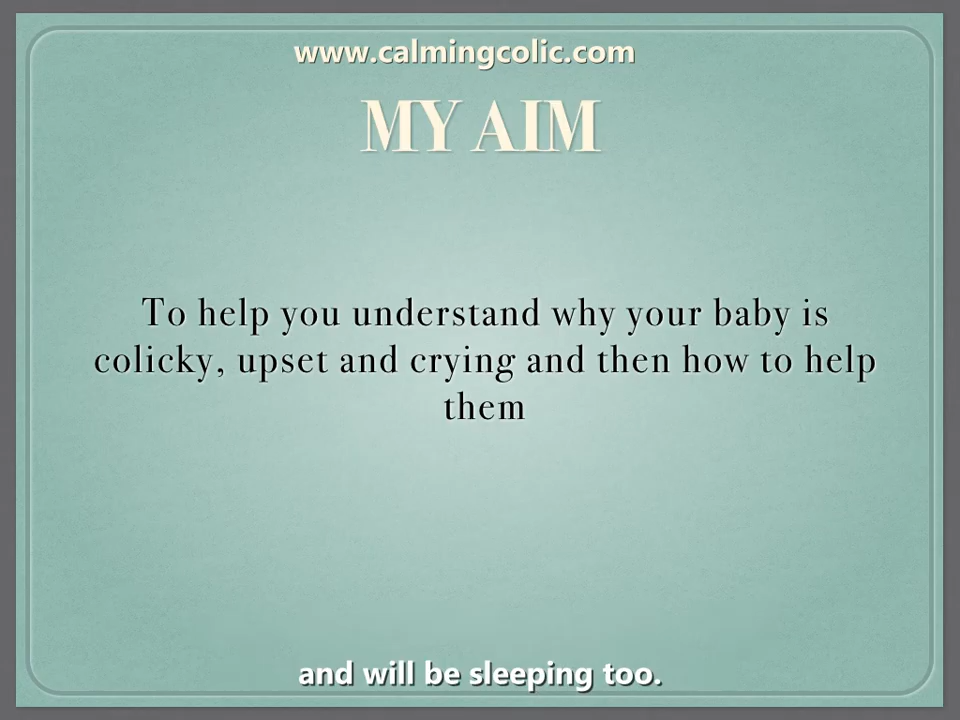 www.calmingcolic.com
MY AIM
To help you understand why your baby is
colicky, upset and crying and then how to help
them
and will be sleeping too.